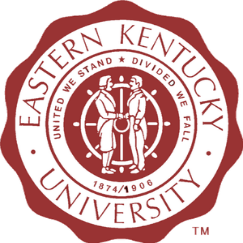 EASTERN KENTUCKY
UNITED WE STAND ★ DIVIDED WE FALL
1874/1906
• UNIVERSITY •
TM